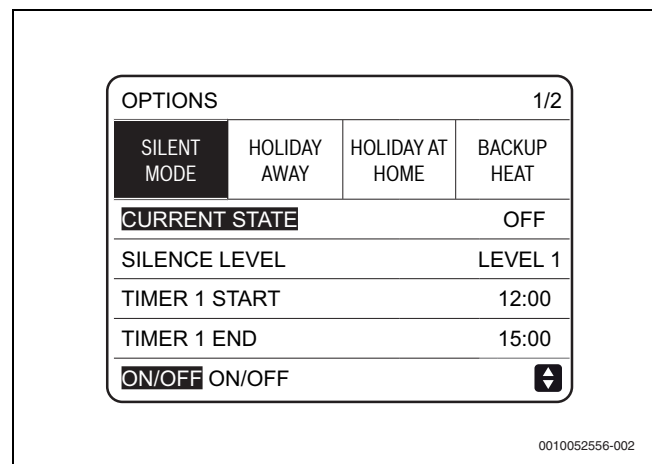 OPTIONS 1/2
SILENT MODE HOLIDAY AWAY HOLIDAY AT HOME BACKUP HEAT
CURRENT STATE OFF
SILENCE LEVEL LEVEL 1
TIMER 1 START 12:00
TIMER 1 END 15:00
ON/OFF ON/OFF
0010052556-002